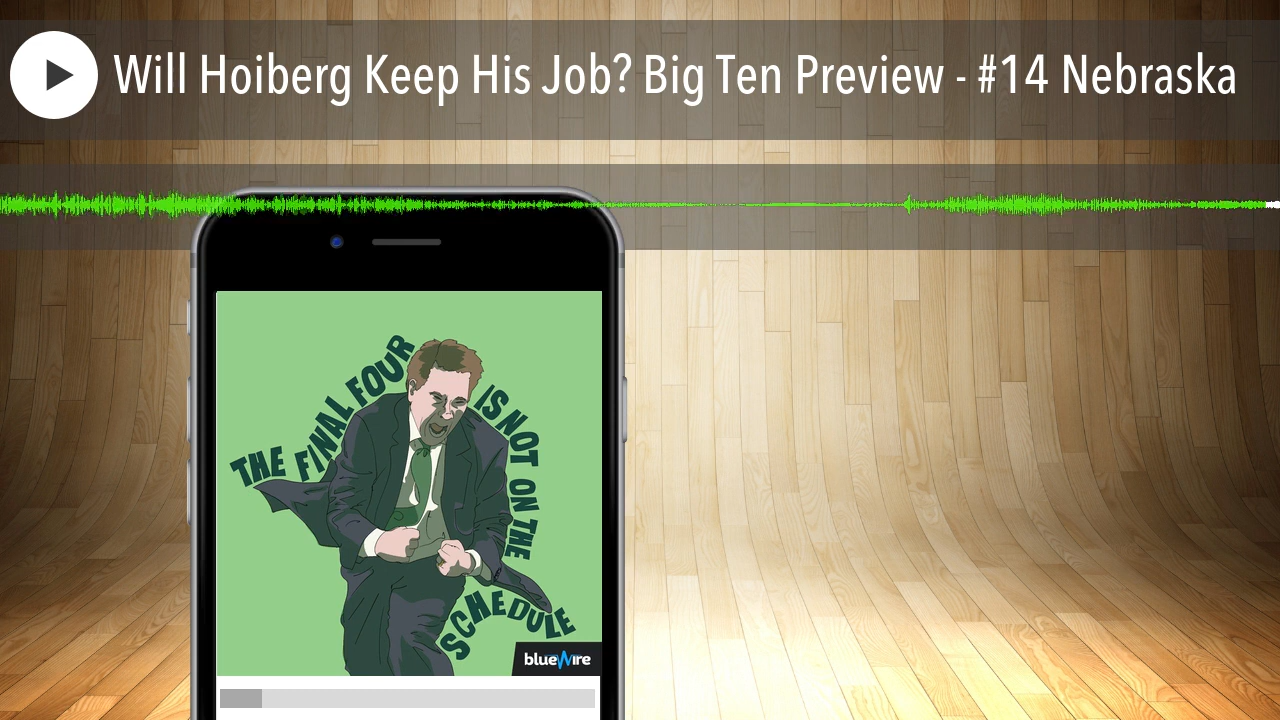 Will Hoiberg Keep His Job? Big Ten Preview - #14 Nebraska
THE FINAL FOUR
IS NOT ON THE
SCHEDULE
blueWire